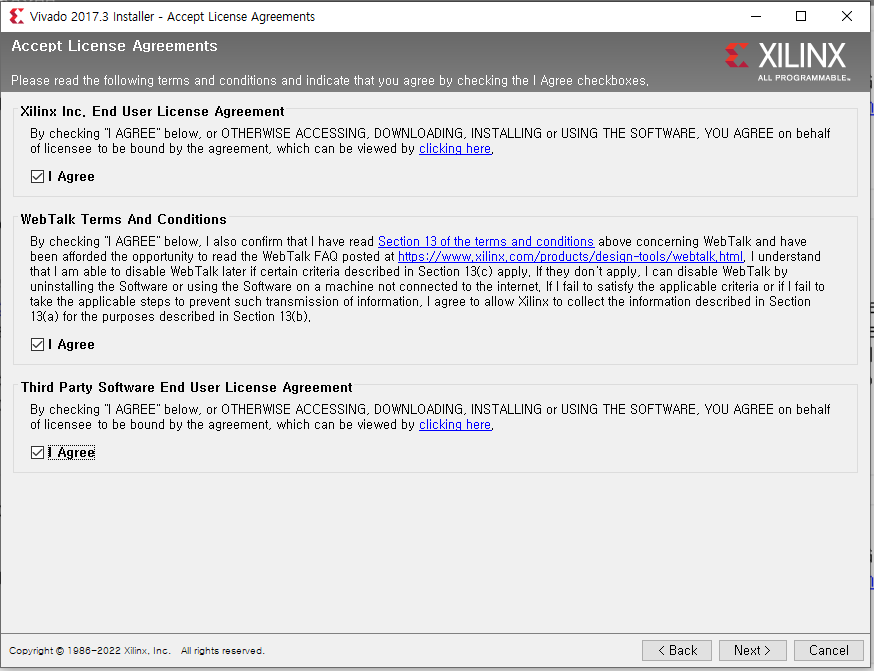 Vivado 2017.3 Installer - Accept License Agreements
Accept License Agreements
XILINX
ALL PROGRAMMABLE™
Please read the following terms and conditions and indicate that you agree by checking the I Agree checkboxes.
Xilinx Inc. End User License Agreement
By checking "I AGREE" below, or OTHERWISE ACCESSING, DOWNLOADING, INSTALLING or USING THE SOFTWARE, YOU AGREE on behalf
of licensee to be bound by the agreement, which can be viewed by clicking here.
I Agree
WebTalk Terms And Conditions
By checking "I AGREE" below, I also confirm that I have read Section 13 of the terms and conditions above concerning WebTalk and have
been afforded the opportunity to read the WebTalk FAQ posted at https://www.xilinx.com/products/design-tools/webtalk.html. I understand
that I am able to disable WebTalk later if certain criteria described in Section 13(c) apply. If they don't apply, I can disable WebTalk by
uninstalling the Software or using the Software on a machine not connected to the internet. If I fail to satisfy the applicable criteria or if I fail to
take the applicable steps to prevent such transmission of information, I agree to allow Xilinx to collect the information described in Section
13(a) for the purposes described in Section 13(b).
I Agree
Third Party Software End User License Agreement
By checking "I AGREE" below, or OTHERWISE ACCESSING, DOWNLOADING, INSTALLING or USING THE SOFTWARE, YOU AGREE on behalf
of licensee to be bound by the agreement, which can be viewed by clicking here.
I Agree
Copyright © 1986-2022 Xilinx, Inc. All rights reserved.
< Back Next > Cancel